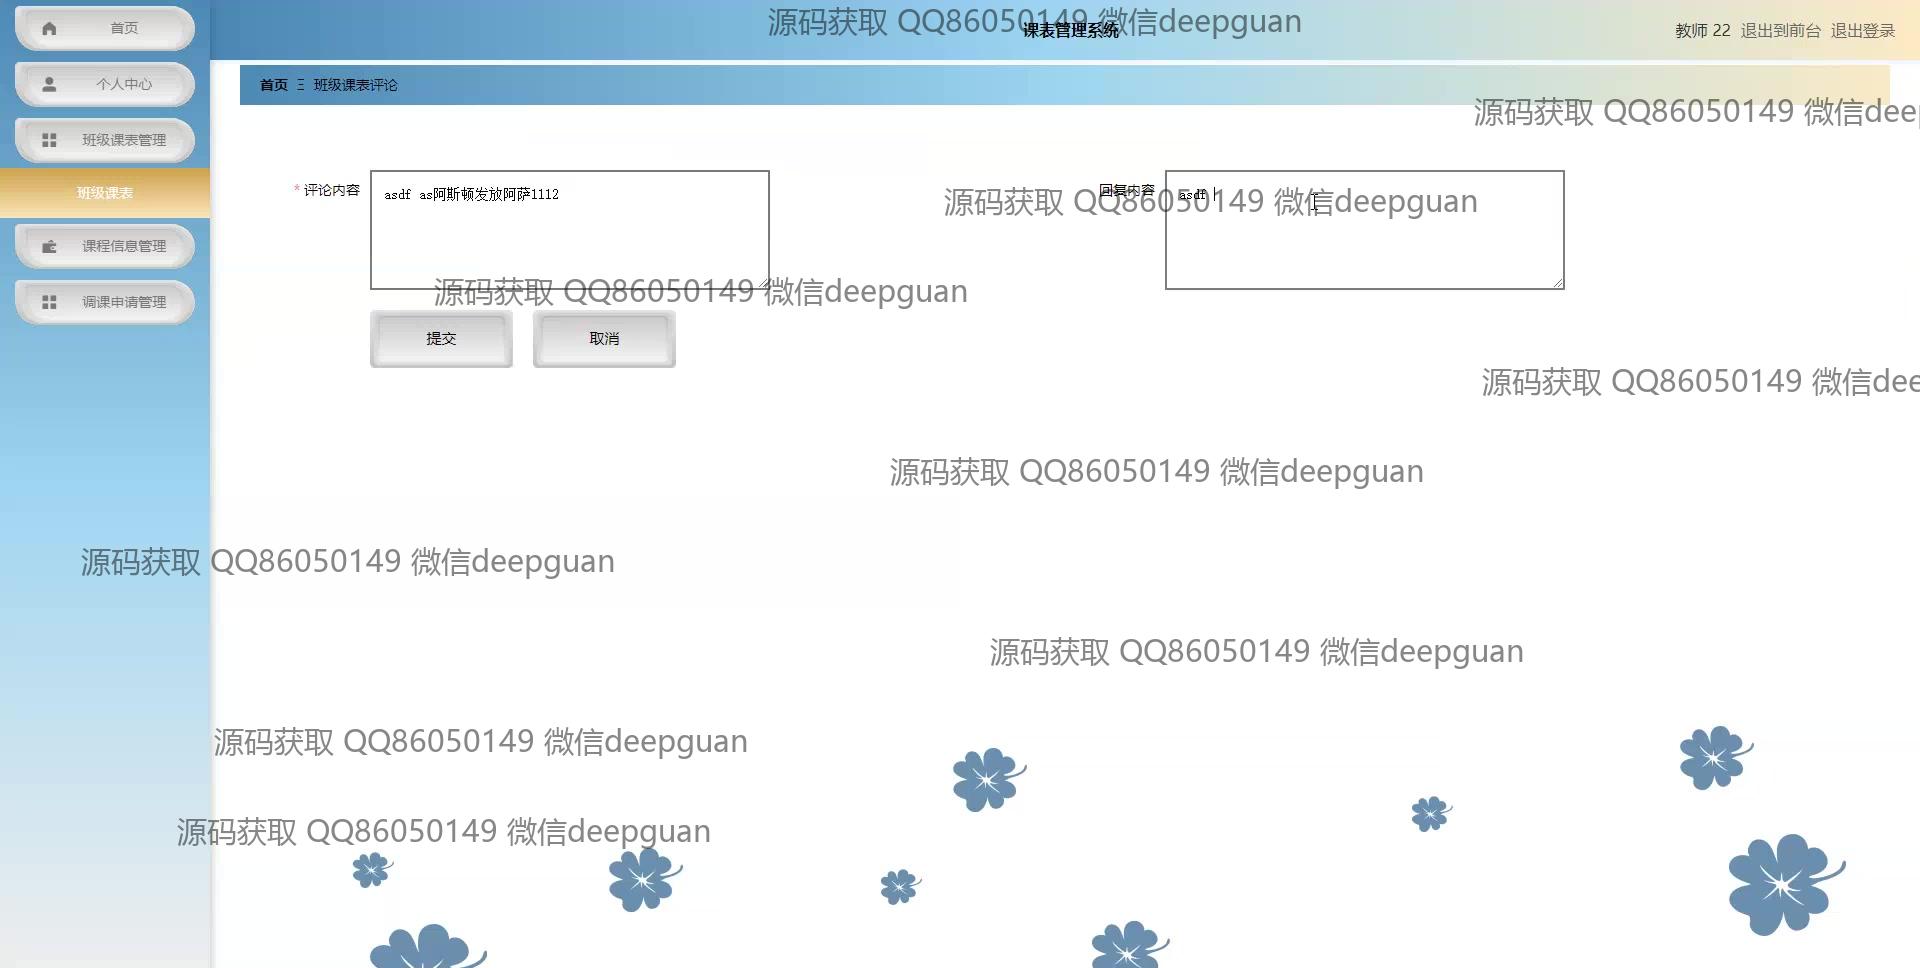 首页
个人中心
班级课表管理
班级课表
课程信息管理
调课申请管理
课表管理系统
教师 22 退出到前台 退出登录
首页 Ξ 班级课表评论
* 评论内容
asdf as阿斯顿发放阿萨1112
回复内容
asdf
提交
取消
源码获取 QQ86050149 微信deepguan
源码获取 QQ86050149 微信deep
源码获取 QQ86050149 微信deepguan
源码获取 QQ86050149 微信deepguan
源码获取 QQ86050149 微信dee
源码获取 QQ86050149 微信deepguan
源码获取 QQ86050149 微信deepguan
源码获取 QQ86050149 微信deepguan
源码获取 QQ86050149 微信deepguan
源码获取 QQ86050149 微信deepguan